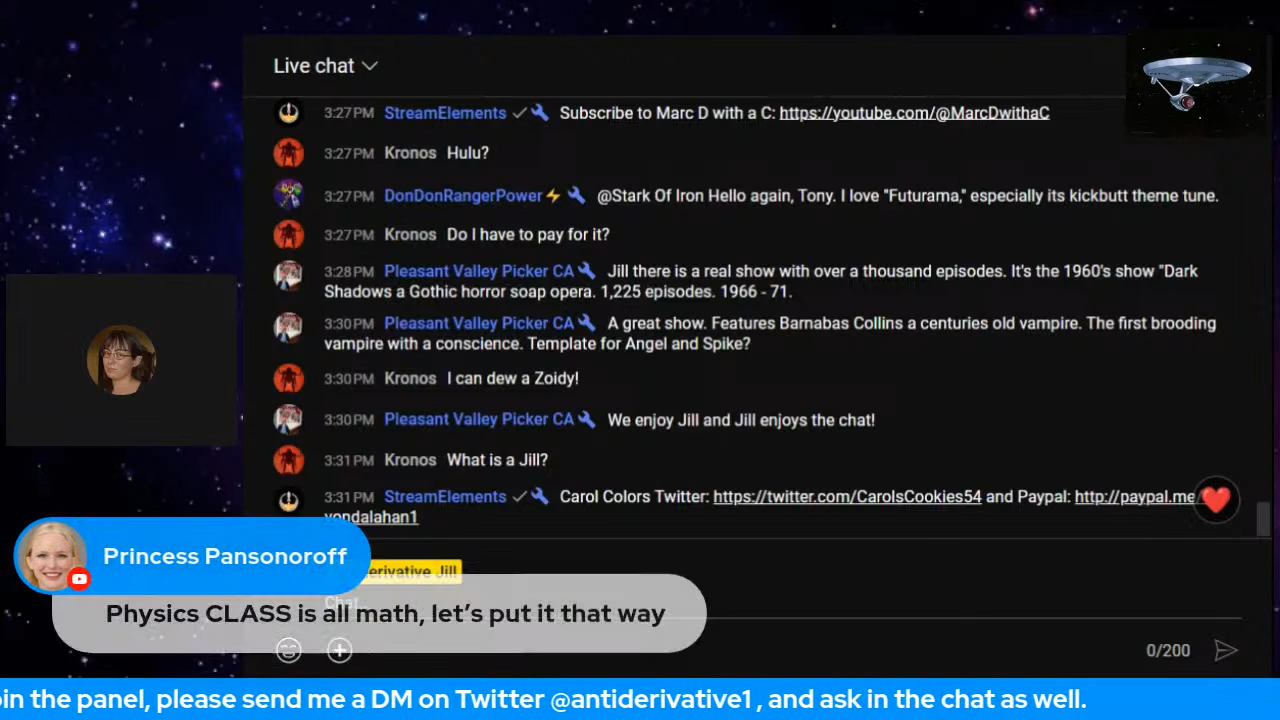 Live chat
3:27 PM StreamElements Subscribe to Marc D with a C: https://youtube.com/@MarcDwithaC
3:27 PM Kronos Hulu?
3:27 PM DonDonRangerPower @Stark Of Iron Hello again, Tony. I love "Futurama," especially its kickbutt theme tune.
3:27 PM Kronos Do I have to pay for it?
3:28 PM Pleasant Valley Picker CA Jill there is a real show with over a thousand episodes. It's the 1960's show "Dark
Shadows a Gothic horror soap opera. 1,225 episodes. 1966 - 71.
3:30 PM Pleasant Valley Picker CA A great show. Features Barnabas Collins a centuries old vampire. The first brooding
vampire with a conscience. Template for Angel and Spike?
3:30 PM Kronos I can dew a Zoidy!
3:30 PM Pleasant Valley Picker CA We enjoy Jill and Jill enjoys the chat!
3:31 PM Kronos What is a Jill?
3:31 PM StreamElements Carol Colors Twitter: https://twitter.com/CarolsCookies54 and Paypal: http://paypal.me/
vondalahan1
Princess Pansonoroff
erivative Jill
Chat
Physics CLASS is all math, let's put it that way
0/200
oin the panel, please send me a DM on Twitter @antiderivative1 , and ask in the chat as well.